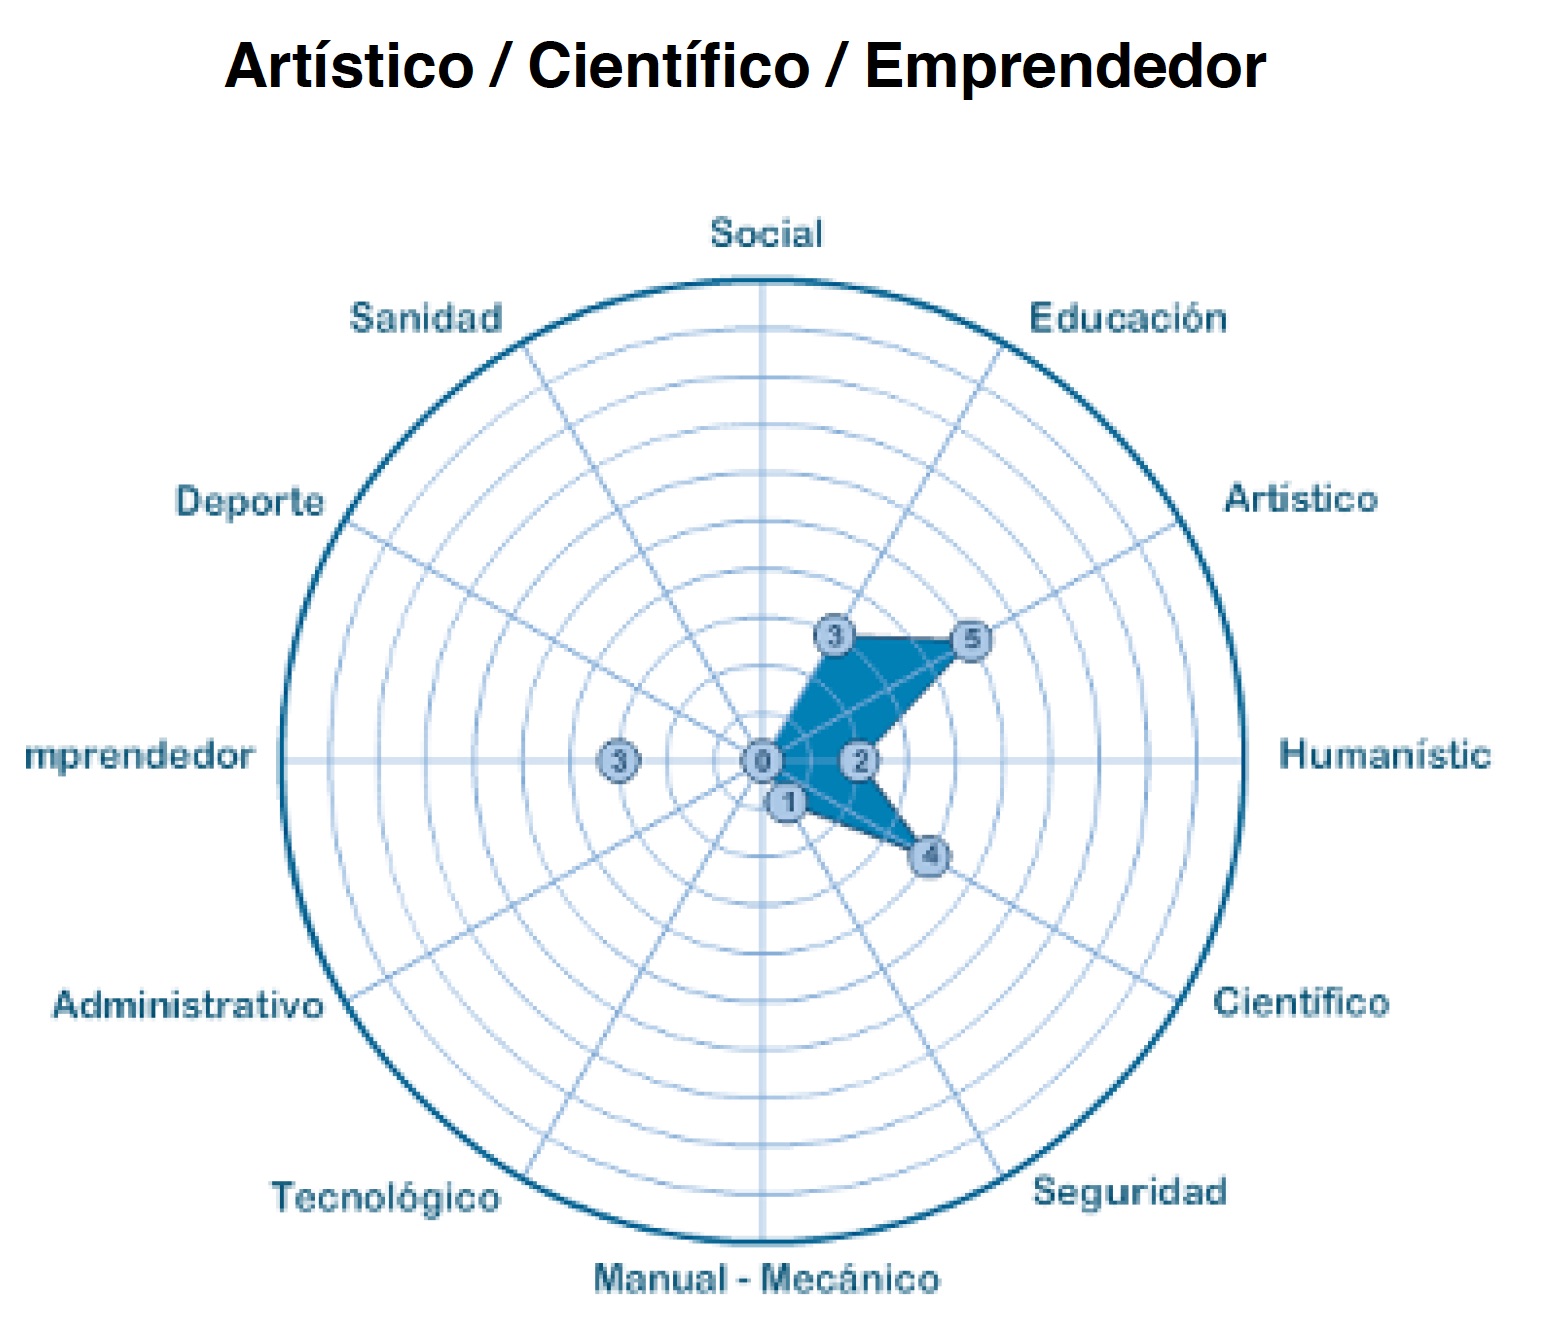 Artístico / Científico / Emprendedor
Social
Sanidad
Educación
Deporte
Artístico
3
5
mprendedor
3
0
2
Humanístic
1
4
Administrativo
Científico
Tecnológico
Seguridad
Manual - Mecánico